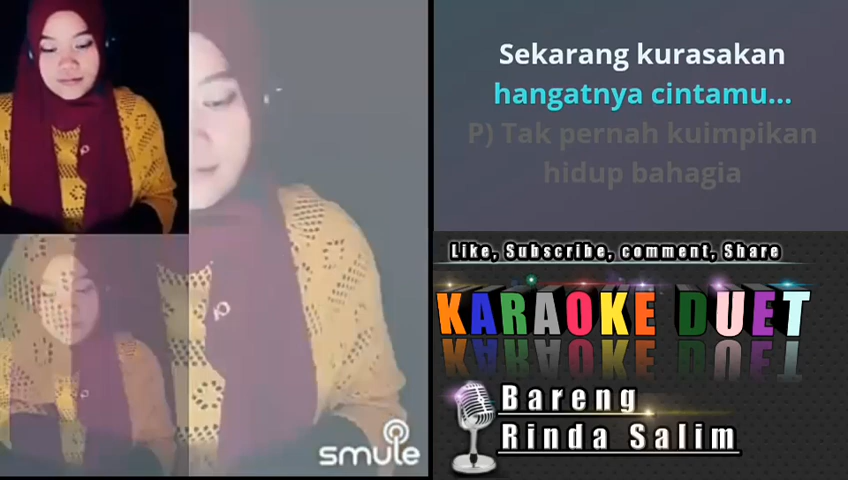 Sekarang kurasakan
hangatnya cintamu...
P) Tak pernah kuimpikan
hidup bahagia
Like, Subscribe, comment, Share
KARAOKE DUET
Bareng
Rinda Salim
smule